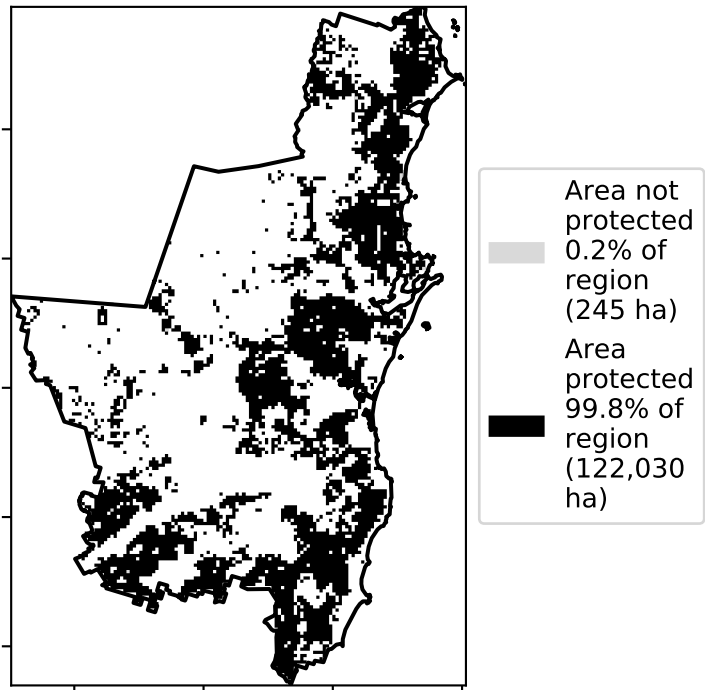 Area not
protected
0.2% of
region
(245 ha)
Area
protected
99.8% of
region
(122,030
ha)